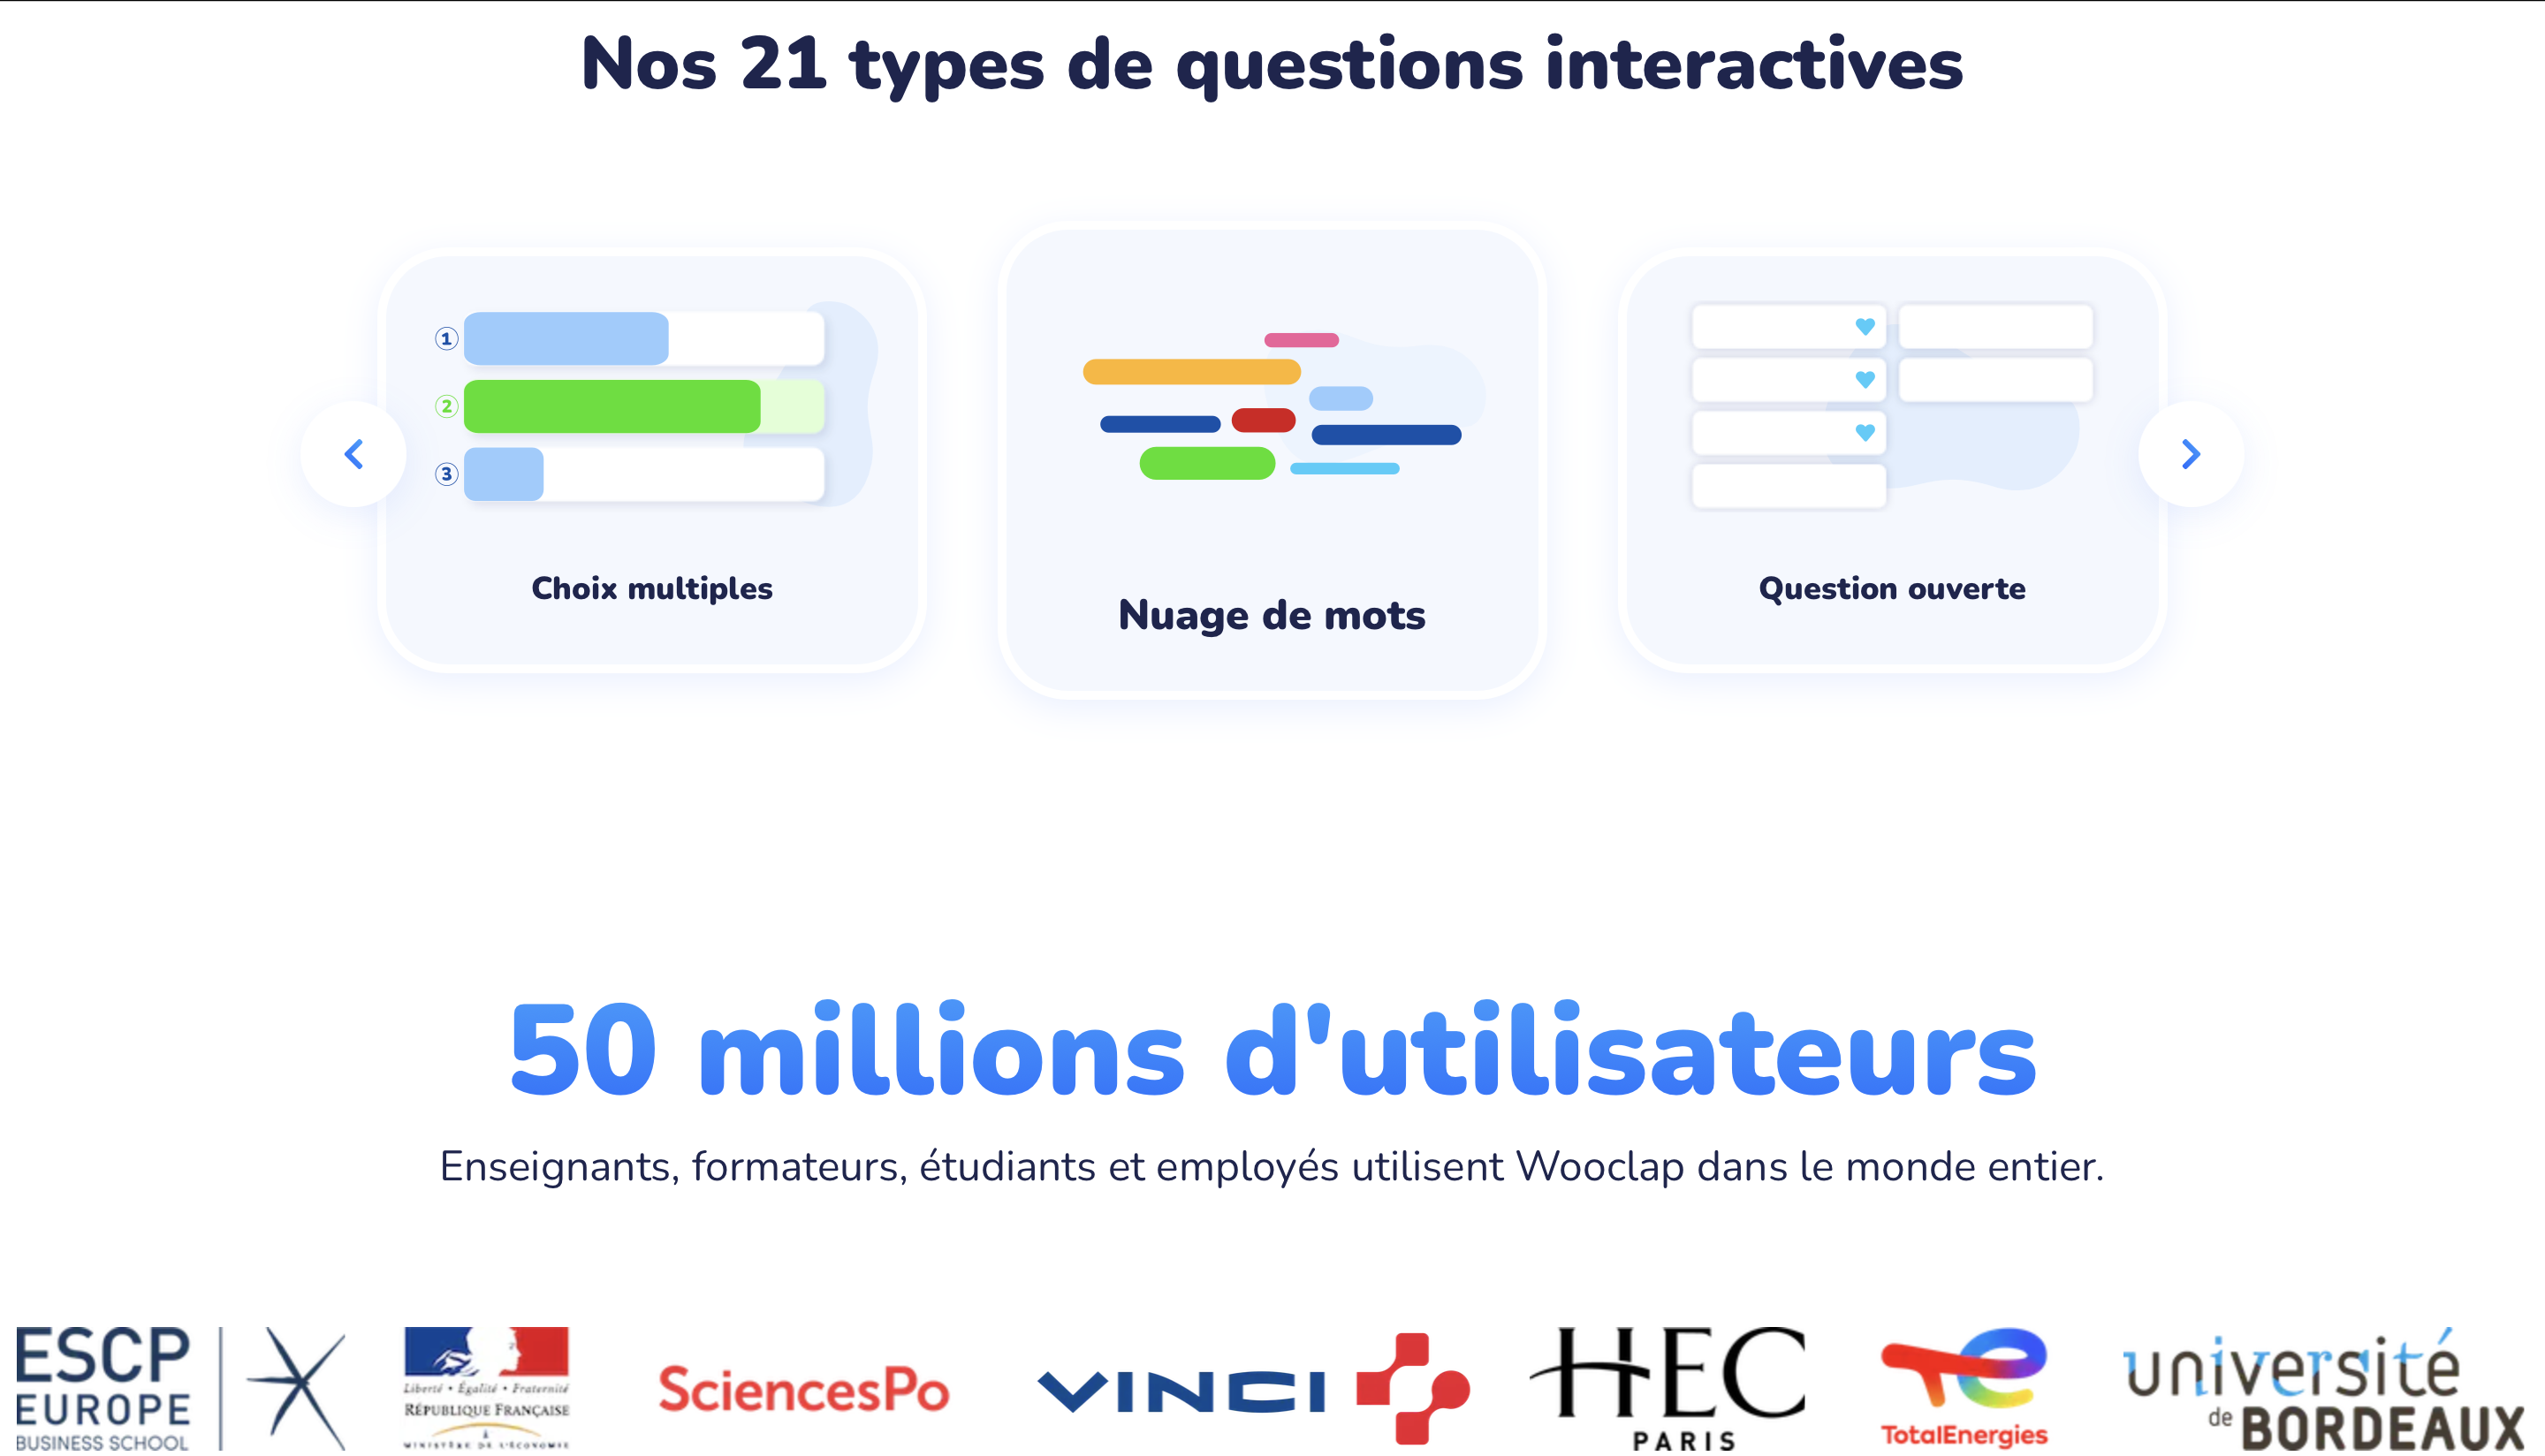 Nos 21 types de questions interactives
1
2
3
Choix multiples
Nuage de mots
Question ouverte
50 millions d'utilisateurs
Enseignants, formateurs, étudiants et employés utilisent Wooclap dans le monde entier.
ESCP
EUROPE
BUSINESS SCHOOL
Liberté • Égalité • Fraternité
RÉPUBLIQUE FRANÇAISE
MINISTÈRE DE L'ÉCONOMIE
SciencesPo
VINCI
HEC
PARIS
TotalEnergies
université
de BORDEAUX